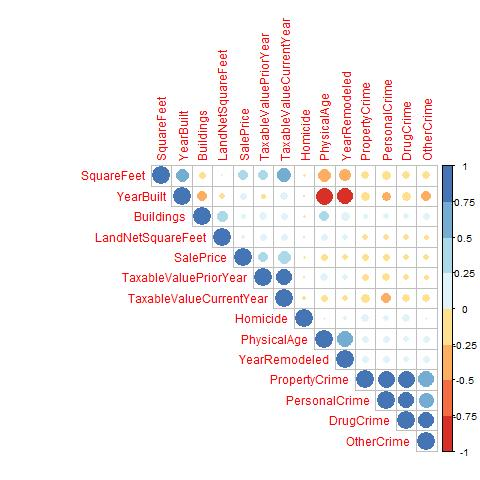 SquareFeet
YearBuilt
Buildings
LandNetSquareFeet
SalePrice
TaxableValuePriorYear
TaxableValueCurrentYear
Homicide
PhysicalAge
YearRemodeled
PropertyCrime
PersonalCrime
DrugCrime
OtherCrime
SquareFeet
YearBuilt
Buildings
LandNetSquareFeet
SalePrice
TaxableValuePriorYear
TaxableValueCurrentYear
Homicide
PhysicalAge
YearRemodeled
PropertyCrime
PersonalCrime
DrugCrime
OtherCrime
1
0.75
0.5
0.25
0
-0.25
-0.5
-0.75
-1